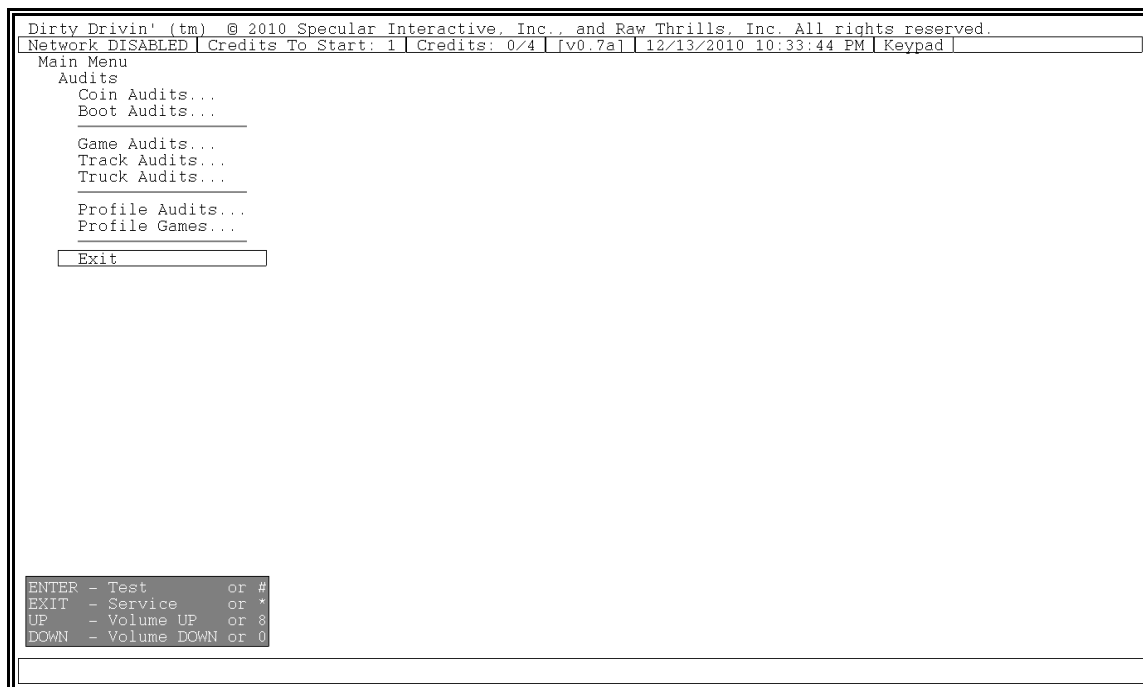 Dirty Drivin' (tm) © 2010 Specular Interactive, Inc., and Raw Thrills, Inc. All rights reserved.
Network DISABLED | Credits To Start: 1 | Credits: 0/4 | [v0.7a] | 12/13/2010 10:33:44 PM | Keypad |
Main Menu
Audits
Coin Audits...
Boot Audits...
Game Audits...
Track Audits...
Truck Audits...
Profile Audits...
Profile Games...
Exit
ENTER – Test or #
EXIT – Service or *
UP – Volume UP or 8
DOWN – Volume DOWN or 0